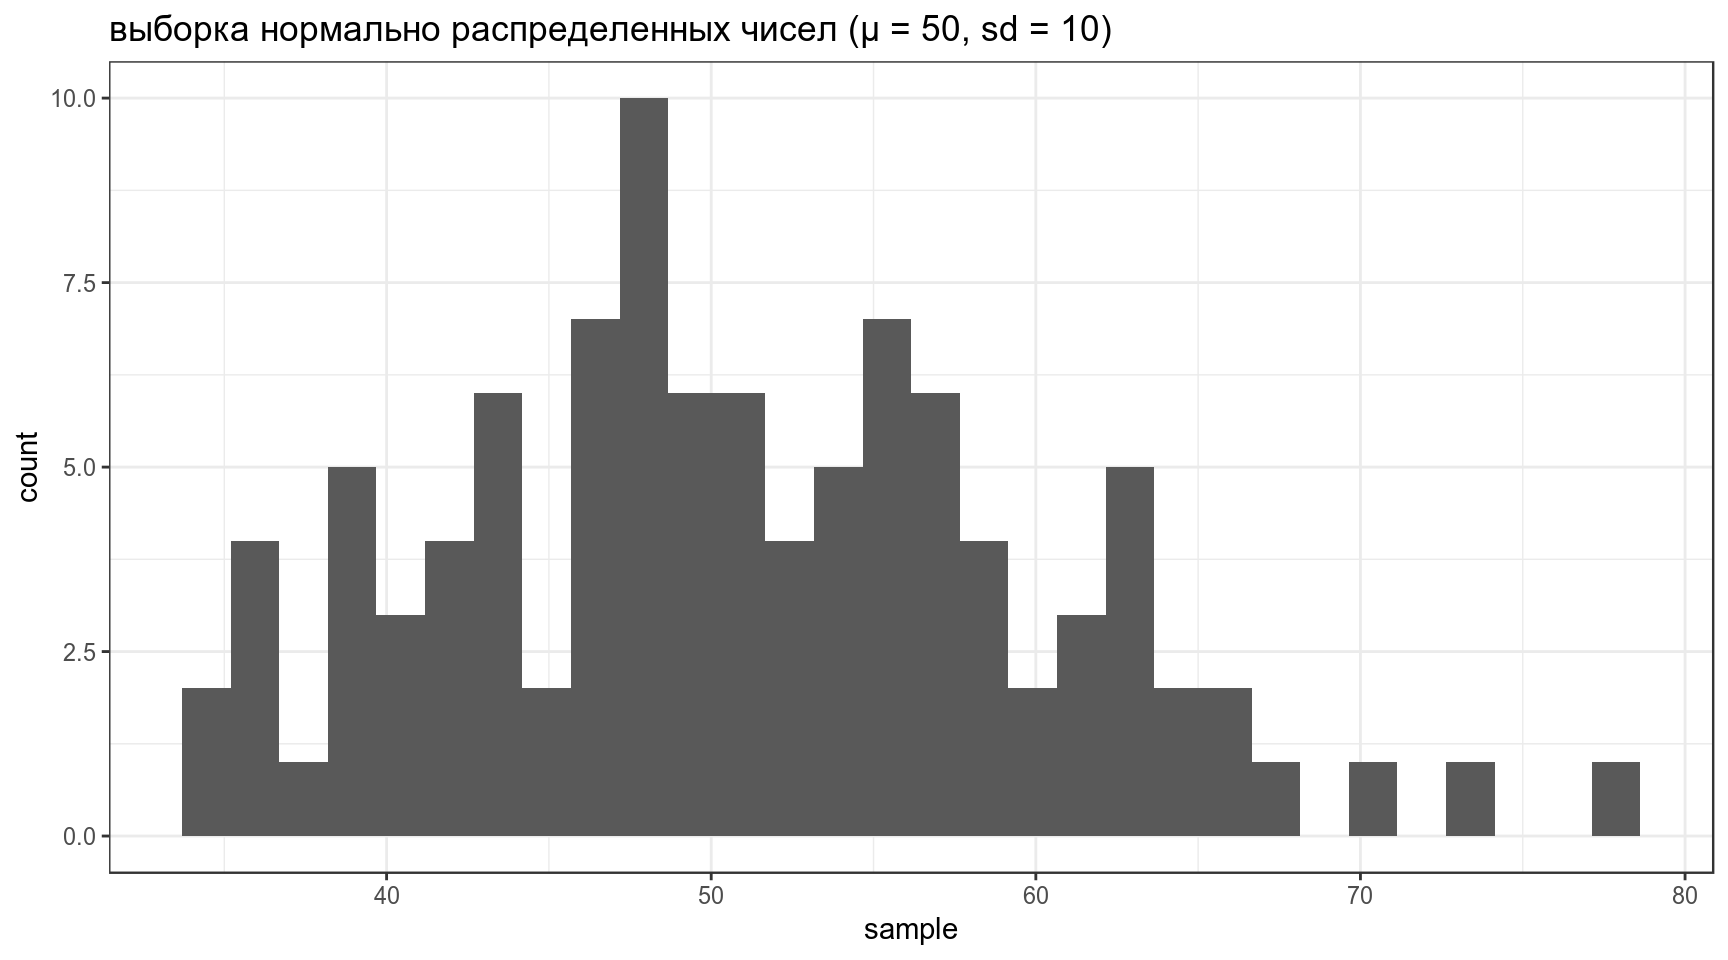 выборка нормально распределенных чисел (μ = 50, sd = 10)
10.0
7.5
5.0
2.5
0.0
count
40 50 60 70 80
sample